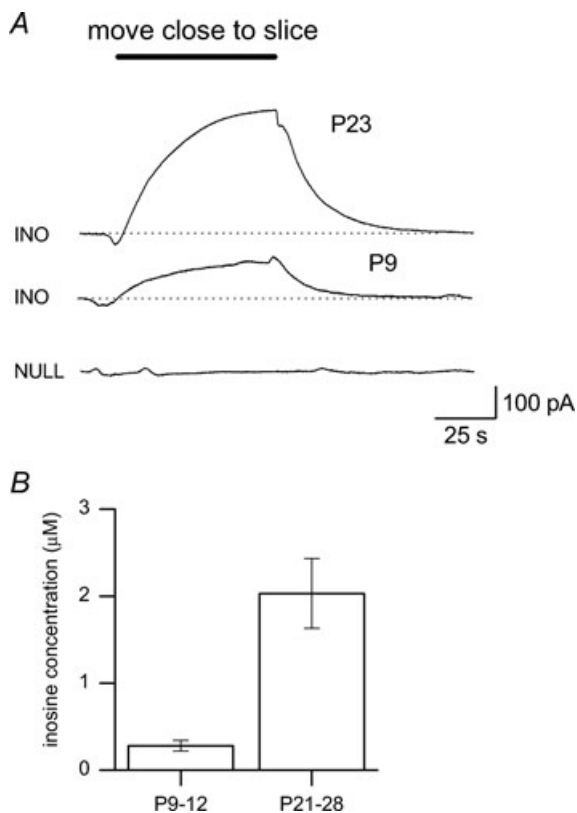 A
move close to slice
P23
INO
P9
INO
NULL
100 pA
25 s
B
3
2
1
0
inosine concentration (μM)
P9-12
P21-28